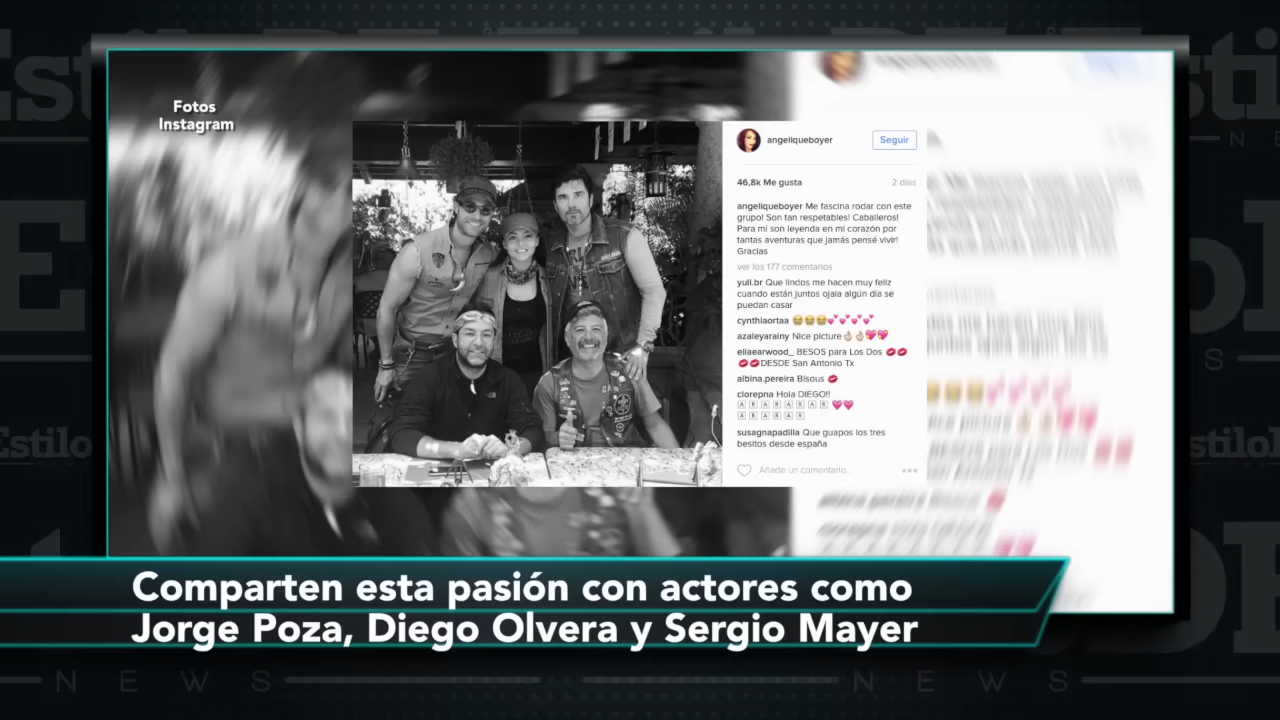 Fotos
Instagram
angeliqueboyer
Seguir
46,8k Me gusta
2 días
angeliqueboyer Me fascina rodar con este
grupo! Son tan respetables! Caballeros!
Para mí son leyenda en mi corazón por
tantas aventuras que jamás pensé vivir!
Gracias
ver los 177 comentarios
yuli.br Que lindos me hacen muy feliz
cuando están juntos ojala algún día se
puedan casar
cynthiaortaa 😂😂😂💕💕💕💕
azaleyarainy Nice picture👌🏼👌🏼💖💖
eliaearwood_ BESOS para Los Dos 💋💋
💋💋DESDE San Antonio Tx
albina.pereira Bisous 💋
clorepna Hola DIEGO!!
💕💕
susagnapadilla Que guapos los tres
besitos desde españa
Añade un comentario...
Comparten esta pasión con actores como
Jorge Poza, Diego Olvera y Sergio Mayer
NEWS
NEWS